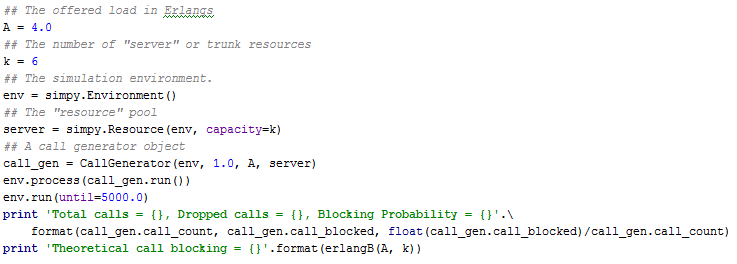 ## The offered load in Erlangs
A = 4.0
## The number of "server" or trunk resources
k = 6
## The simulation environment.
env = simpy.Environment()
## The "resource" pool
server = simpy.Resource(env, capacity=k)
## A call generator object
call_gen = CallGenerator(env, 1.0, A, server)
env.process(call_gen.run())
env.run(until=5000.0)
print 'Total calls = {}, Dropped calls = {}, Blocking Probability = {}'.\
    format(call_gen.call_count, call_gen.call_blocked, float(call_gen.call_blocked)/call_gen.call_count)
print 'Theoretical call blocking = {}'.format(erlangB(A, k))